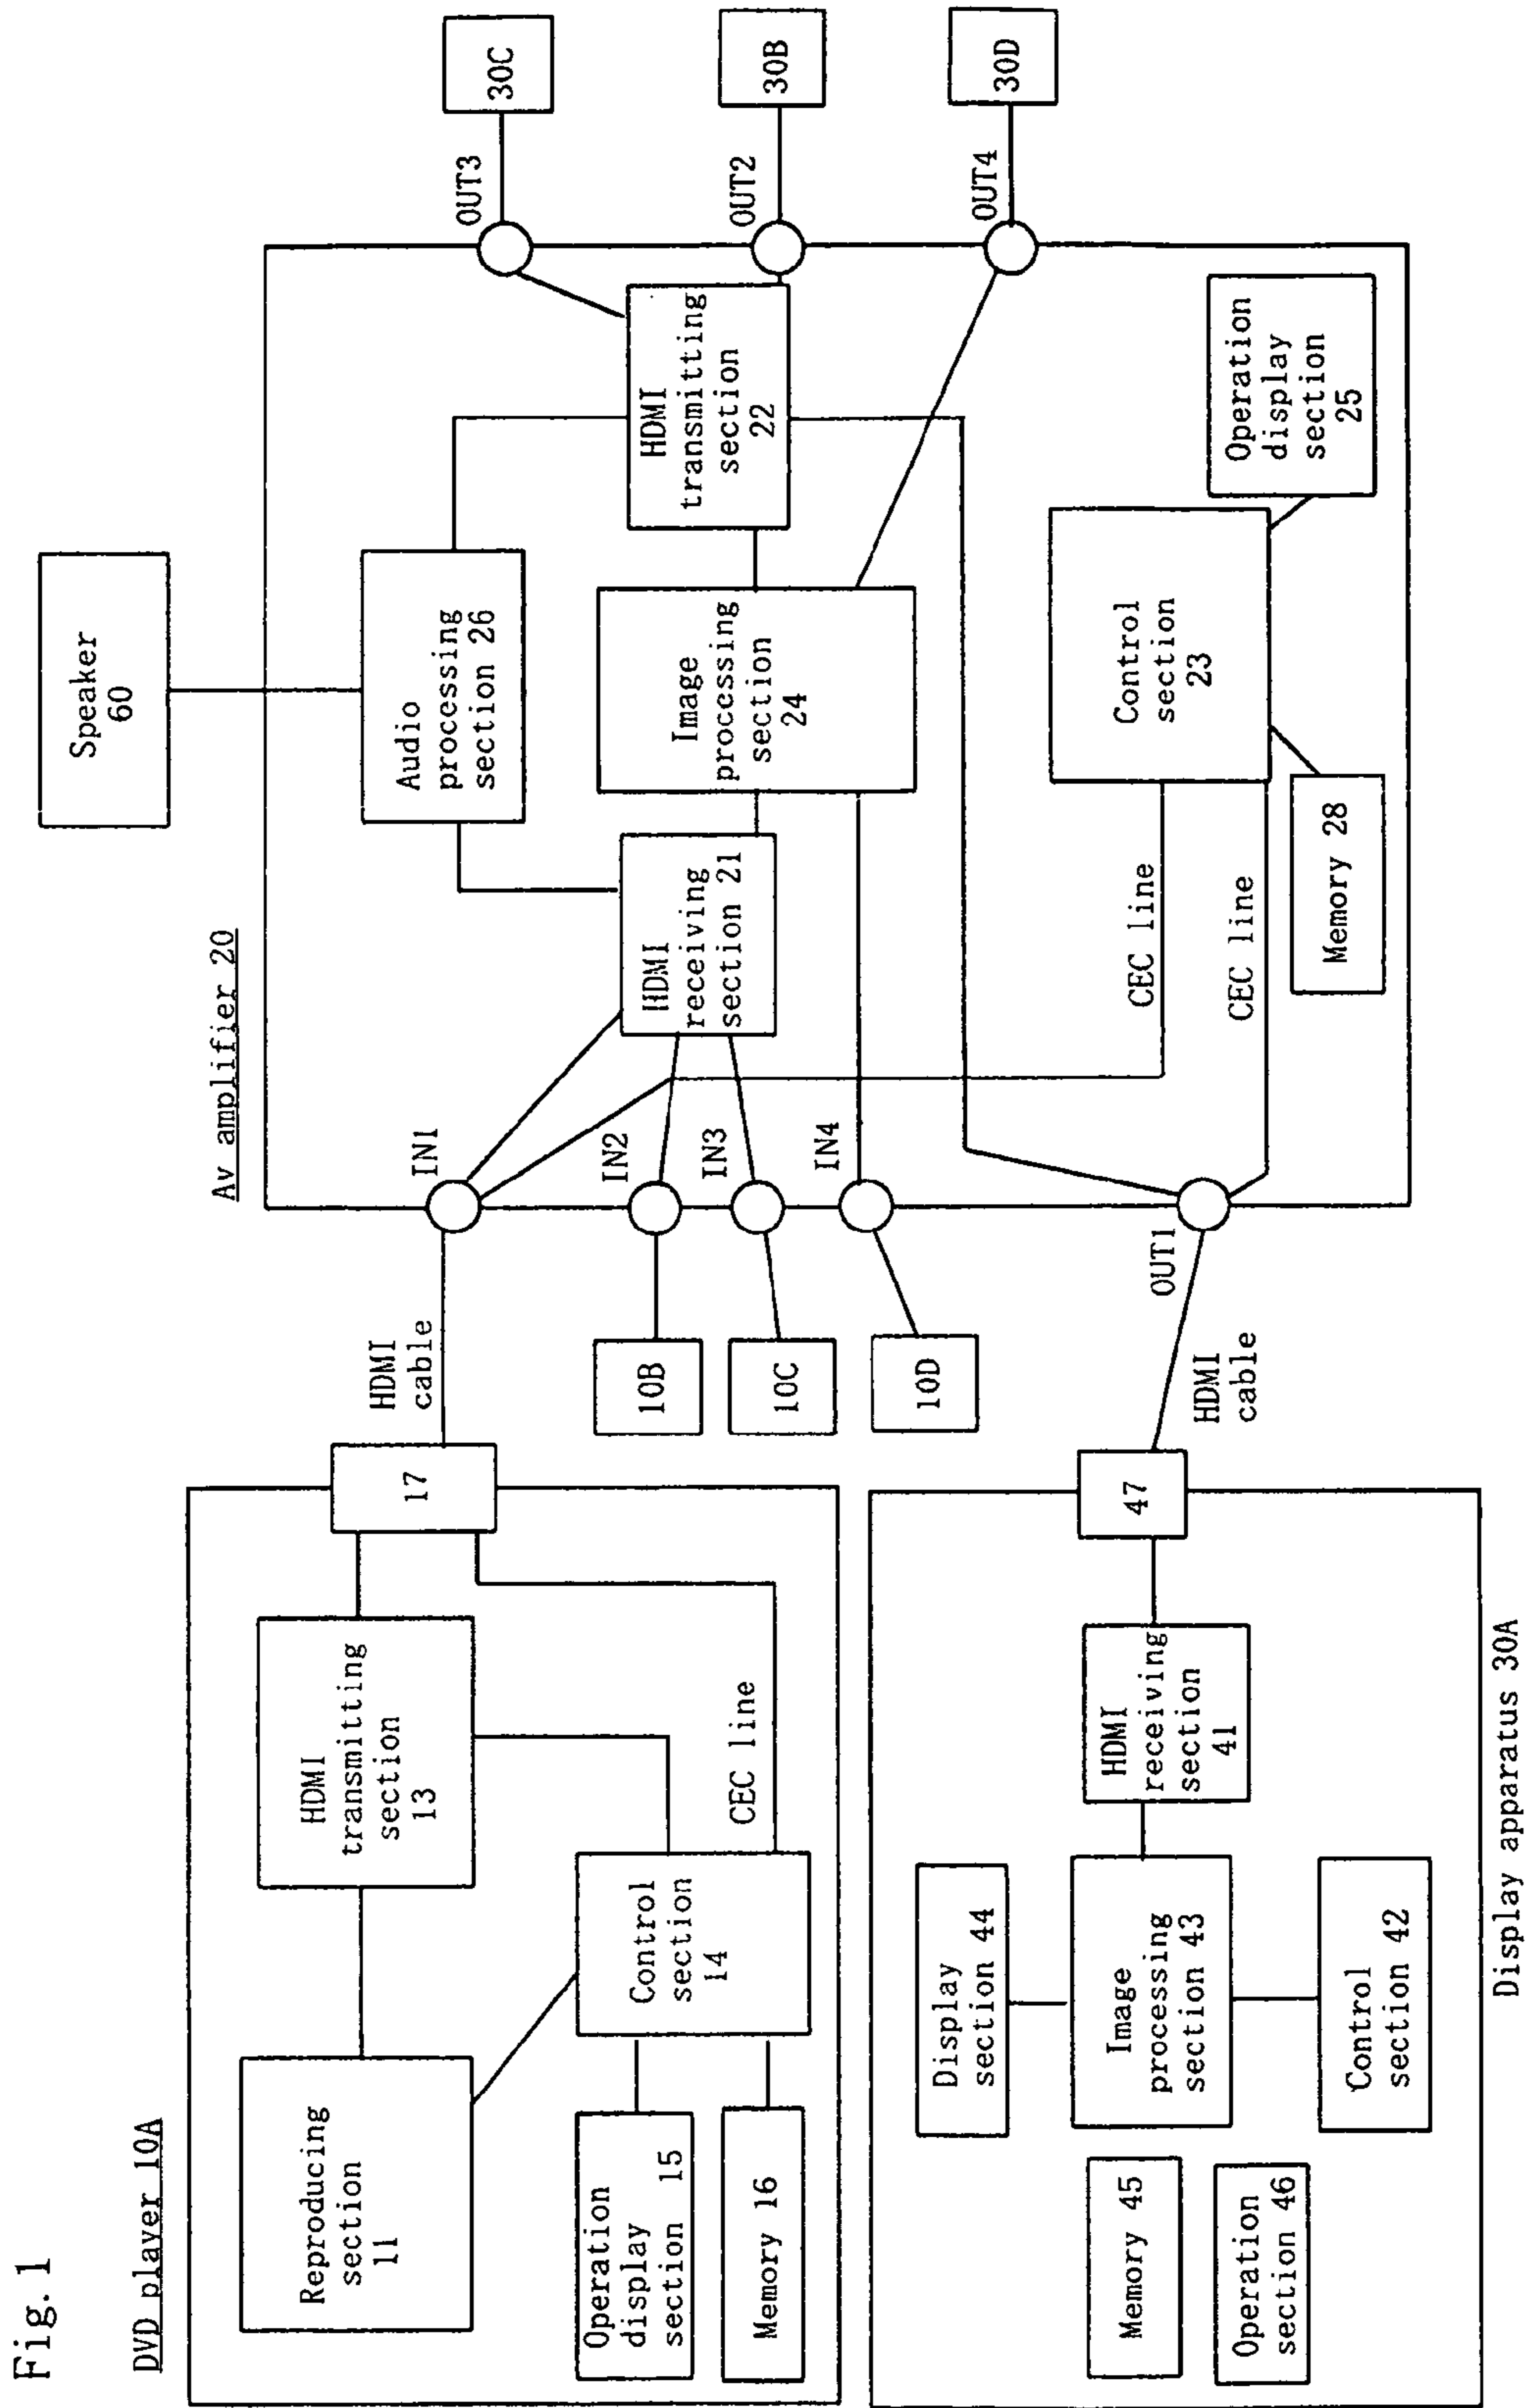 Fig. 1
DVD player 10A
Reproducing
section
11
HDMI
transmitting
section
13
Control
section
14
Operation
display
section 15
Memory 16
CEC line
17
HDMI
cable
Display apparatus 30A
Display
section 44
Image
processing
section 43
HDMI
receiving
section
41
Control
section 42
Memory 45
Operation
section 46
47
HDMI
cable
10B
10C
10D
Av amplifier 20
IN1
IN2
IN3
IN4
OUT1
HDMI
receiving
section 21
Audio
processing
section 26
Image
processing
section
24
HDMI
transmitting
section
22
CEC line
CEC line
Control
section
23
Memory 28
Operation
display
section
25
Speaker
60
OUT3
OUT2
OUT4
30C
30B
30D